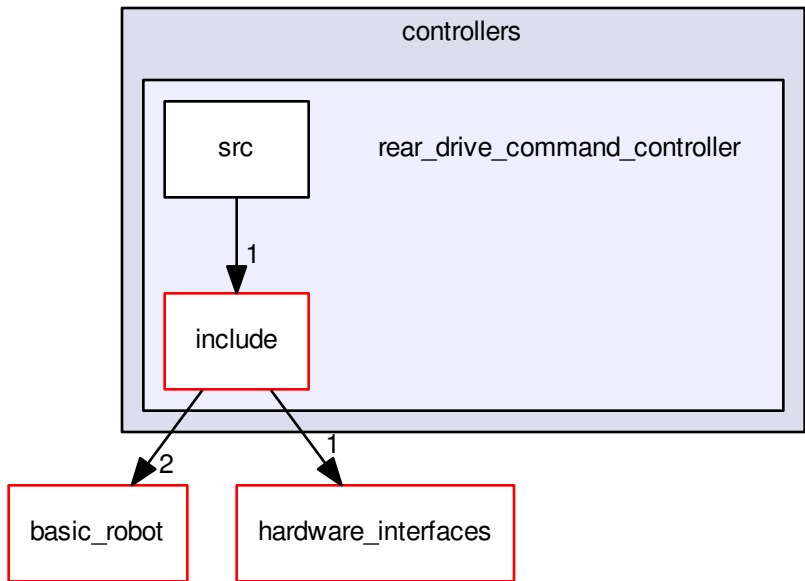 controllers
src
rear_drive_command_controller
1
include
1
2
basic_robot
hardware_interfaces